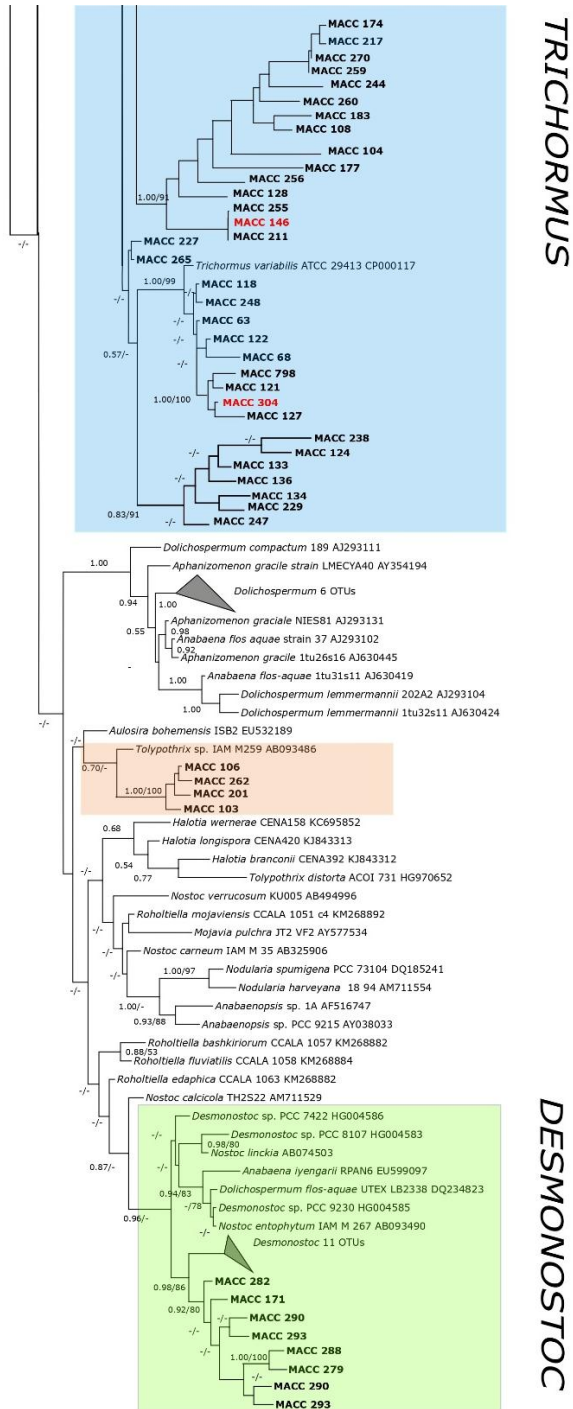 TRICHORMUS
MACC 174
MACC 217
MACC 270
MACC 259
MACC 244
MACC 260
MACC 183
MACC 108
MACC 104
MACC 177
MACC 256
MACC 128
1.00/91
MACC 255
MACC 146
MACC 211
-/-
MACC 227
MACC 265
Trichormus variabilis ATCC 29413 CP000117
1.00/99
MACC 118
-/-
-/-
MACC 248
MACC 63
-/-
MACC 122
0.57/-
MACC 68
-/-
MACC 798
MACC 121
1.00/100
MACC 304
MACC 127
MACC 238
-/-
MACC 124
-/-
MACC 133
MACC 136
-/-
MACC 134
MACC 229
0.83/91
-/-
MACC 247
Dolichospermum compactum 189 AJ293111
1.00
Aphanizomenon gracile strain LMECYA40 AY354194
0.94
1.00
Dolichospermum 6 OTUs
Aphanizomenon graciale NIES81 AJ293131
0.55
0.98
Anabaena flos aquae strain 37 AJ293102
0.92
Aphanizomenon gracile 1tu26s16 AJ630445
-
Anabaena flos-aquae 1tu31s11 AJ630419
1.00
Dolichospermum lemmermannii 202A2 AJ293104
1.00
Dolichospermum lemmermannii 1tu32s11 AJ630424
-/-
Aulosira bohemensis ISB2 EU532189
-/-
Tolypothrix sp. IAM M259 AB093486
0.70/-
MACC 106
1.00/100
MACC 262
MACC 201
MACC 103
Halotia wernerae CENA158 KC695852
0.68
Halotia longispora CENA420 KJ843313
0.54
Halotia branconii CENA392 KJ843312
0.77
Tolypothrix distorta ACOI 731 HG970652
-/-
Nostoc verrucosum KU005 AB494996
Roholtiella mojaviensis CCALA 1051 c4 KM268892
-/-
Mojavia pulchra JT2 VF2 AY577534
Nostoc carneum IAM M 35 AB325906
-/-
1.00/97
Nodularia spumigena PCC 73104 DQ185241
-/-
Nodularia harveyana 18 94 AM711554
1.00/-
Anabaenopsis sp. 1A AF516747
0.93/88
Anabaenopsis sp. PCC 9215 AY038033
Roholtiella bashkiriorum CCALA 1057 KM268882
0.88/53
Roholtiella fluviatilis CCALA 1058 KM268884
-/-
Roholtiella edaphica CCALA 1063 KM268882
-/-
Nostoc calcicola TH2S22 AM711529
DESMONOSTOC
Desmonostoc sp. PCC 7422 HG004586
-/-
Desmonostoc sp. PCC 8107 HG004583
0.98/80
Nostoc linckia AB074503
-/-
0.87/-
Anabaena iyengarii RPAN6 EU599097
0.94/83
Dolichospermum flos-aquae UTEX LB2338 DQ234823
-/78
Desmonostoc sp. PCC 9230 HG004585
0.96/-
-/-
Nostoc entophytum IAM M 267 AB093490
Desmonostoc 11 OTUs
0.98/86
MACC 282
0.92/80
MACC 171
-/-
MACC 290
-/-
MACC 293
MACC 288
1.00/100
-/-
MACC 279
-/-
MACC 290
MACC 293